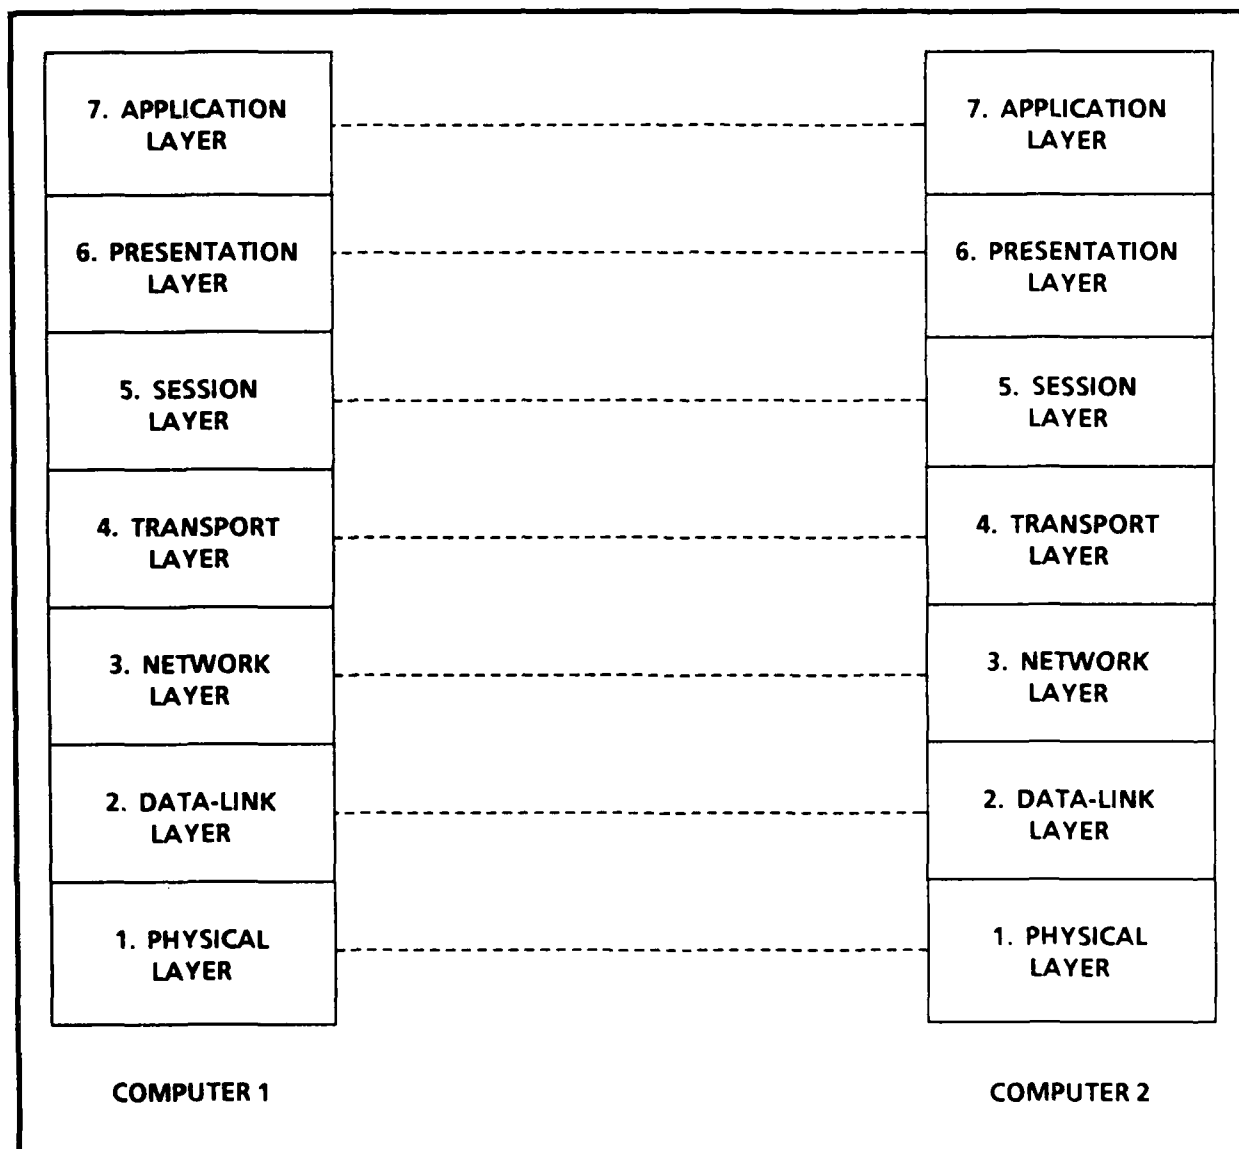 7. APPLICATION
LAYER
6. PRESENTATION
LAYER
5. SESSION
LAYER
4. TRANSPORT
LAYER
3. NETWORK
LAYER
2. DATA-LINK
LAYER
1. PHYSICAL
LAYER
COMPUTER 1
7. APPLICATION
LAYER
6. PRESENTATION
LAYER
5. SESSION
LAYER
4. TRANSPORT
LAYER
3. NETWORK
LAYER
2. DATA-LINK
LAYER
1. PHYSICAL
LAYER
COMPUTER 2